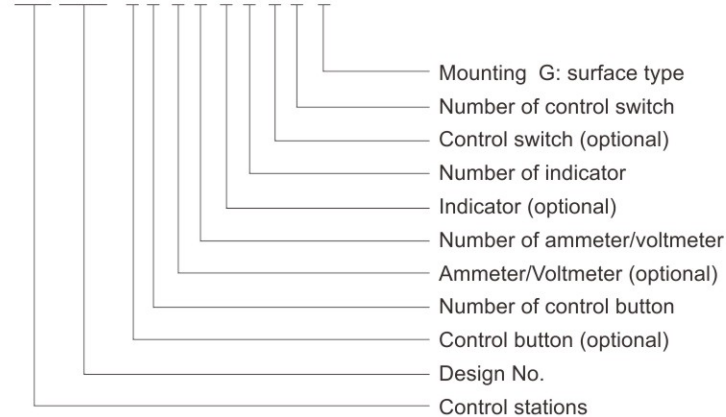 Mounting G: surface type
Number of control switch
Control switch (optional)
Number of indicator
Indicator (optional)
Number of ammeter/voltmeter
Ammeter/Voltmeter (optional)
Number of control button
Control button (optional)
Design No.
Control stations